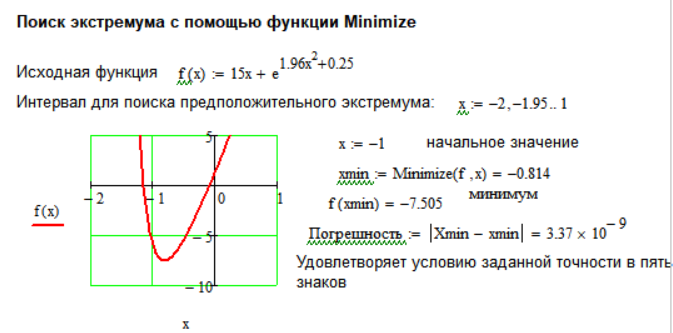 Поиск экстремума с помощью функции Minimize
Исходная функция f(x) := 15x + e^(1.96x^2+0.25)
Интервал для поиска предположительного экстремума: x := -2, -1.95.. 1
x := -1 начальное значение
xmin := Minimize(f ,x) = -0.814
минимум
f(xmin) = -7.505
Погрешность := |Xmin - xmin| = 3.37 × 10^-9
Удовлетворяет условию заданной точности в пять
знаков
5
-2 -1 0 1
f(x)
-5
-10
x